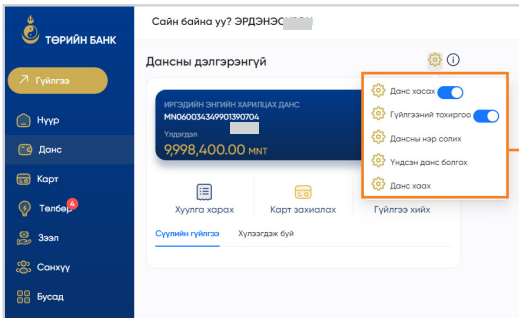 ТӨРИЙН БАНК
Сайн байна уу? ЭРДЭНЭ
Гүйлгээ
Нүүр
Данс
Карт
Төлбөр
4
Зээл
Санхүү
Бусад
Дансны дэлгэрэнгүй
ИРГЭДИЙН ЭНГИЙН ХАРИЛЦАХ ДАНС
MN060034349901390704
Үлдэгдэл
9,998,400.00 MNT
Хуулга харах
Карт захиалах
Гүйлгээ хийх
Сүүлийн гүйлгээ
Хүлээгдэж буй
Данс хасах
Гүйлгээний тохиргоо
Дансны нэр солих
Үндсэн данс болгох
Данс хаах